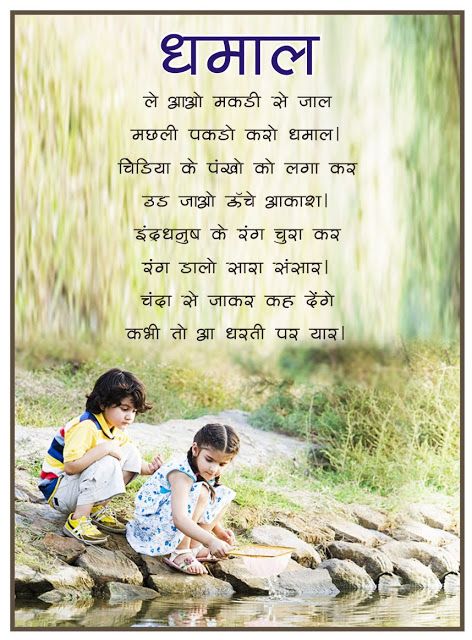 धमाल
ले आओ मकडी से जाल
मछली पकडो करो धमाल।
चिडिया के पंखो को लगा कर
उड जाओ ऊँचे आकाश।
इंद्रधनुष के रंग चुरा कर
रंग डालो सारा संसार।
चंदा से जाकर कह देंगे
कभी तो आ धरती पर यार।